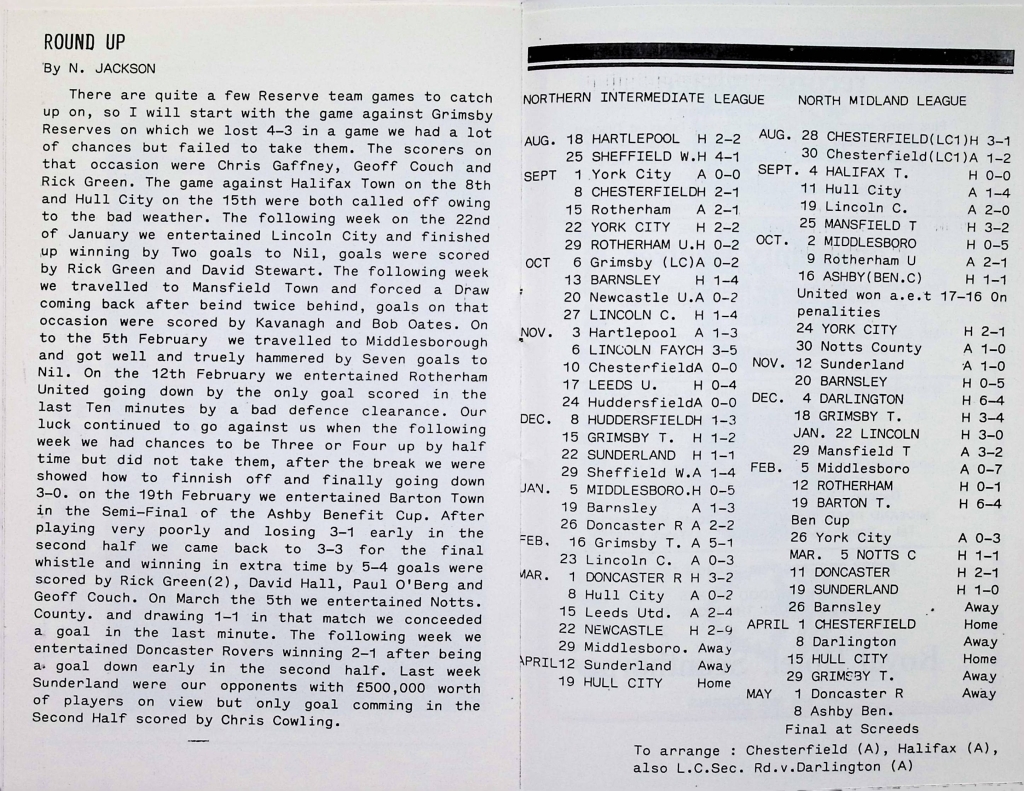 ROUND UP
By N. JACKSON
There are quite a few Reserve team games to catch
up on, so I will start with the game against Grimsby
Reserves on which we lost 4-3 in a game we had a lot
of chances but failed to take them. The scorers on
that occasion were Chris Gaffney, Geoff Couch and
Rick Green. The game against Halifax Town on the 8th
and Hull City on the 15th were both called off owing
to the bad weather. The following week on the 22nd
of January we entertained Lincoln City and finished
up winning by Two goals to Nil, goals were scored
by Rick Green and David Stewart. The following week
we travelled to Mansfield Town and forced a Draw
coming back after beind twice behind, goals on that
occasion were scored by Kavanagh and Bob Oates. On
to the 5th February we travelled to Middlesborough
and got well and truely hammered by Seven goals to
Nil. On the 12th February we entertained Rotherham
United going down by the only goal scored in the
last Ten minutes by a bad defence clearance. Our
luck continued to go against us when the following
week we had chances to be Three or Four up by half
time but did not take them, after the break we were
showed how to finnish off and finally going down
3-0. on the 19th February we entertained Barton Town
in the Semi-Final of the Ashby Benefit Cup. After
playing very poorly and losing 3-1 early in the
second half we came back to 3-3 for the final
whistle and winning in extra time by 5-4 goals were
scored by Rick Green(2), David Hall, Paul O'Berg and
Geoff Couch. On March the 5th we entertained Notts.
County. and drawing 1-1 in that match we conceeded
a goal in the last minute. The following week we
entertained Doncaster Rovers winning 2-1 after being
a goal down early in the second half. Last week
Sunderland were our opponents with £500,000 worth
of players on view but only goal comming in the
Second Half scored by Chris Cowling.
NORTHERN INTERMEDIATE LEAGUE
AUG. 18 HARTLEPOOL H 2-2
25 SHEFFIELD W.H 4-1
SEPT 1 York City A 0-0
8 CHESTERFIELDH 2-1
15 Rotherham A 2-1
22 YORK CITY H 2-2
29 ROTHERHAM U.H 0-2
OCT 6 Grimsby (LC)A 0-2
13 BARNSLEY H 1-4
20 Newcastle U.A 0-2
27 LINCOLN C. H 1-4
NOV. 3 Hartlepool A 1-3
6 LINCOLN FAYCH 3-5
10 ChesterfieldA 0-0
17 LEEDS U. H 0-4
24 HuddersfieldA 0-0
DEC. 8 HUDDERSFIELDH 1-3
15 GRIMSBY T. H 1-2
22 SUNDERLAND H 1-1
29 Sheffield W.A 1-4
JAN. 5 MIDDLESBORO.H 0-5
19 Barnsley A 1-3
26 Doncaster R A 2-2
FEB. 16 Grimsby T. A 5-1
23 Lincoln C. A 0-3
MAR. 1 DONCASTER R H 3-2
8 Hull City A 0-2
15 Leeds Utd. A 2-4
22 NEWCASTLE H 2-9
29 Middlesboro. Away
APRIL12 Sunderland Away
19 HULL CITY Home
NORTH MIDLAND LEAGUE
AUG. 28 CHESTERFIELD(LC1)H 3-1
30 Chesterfield(LC1)A 1-2
SEPT. 4 HALIFAX T. H 0-0
11 Hull City A 1-4
19 Lincoln C. A 2-0
25 MANSFIELD T H 3-2
OCT. 2 MIDDLESBORO H 0-5
9 Rotherham U A 2-1
16 ASHBY(BEN.C) H 1-1
United won a.e.t 17-16 On
penalities
24 YORK CITY H 2-1
30 Notts County A 1-0
NOV. 12 Sunderland A 1-0
20 BARNSLEY H 0-5
DEC. 4 DARLINGTON H 6-4
18 GRIMSBY T. H 3-4
JAN. 22 LINCOLN H 3-0
29 Mansfield T A 3-2
FEB. 5 Middlesboro A 0-7
12 ROTHERHAM H 0-1
19 BARTON T. H 6-4
Ben Cup
26 York City A 0-3
MAR. 5 NOTTS C H 1-1
11 DONCASTER H 2-1
19 SUNDERLAND H 1-0
26 Barnsley Away
APRIL 1 CHESTERFIELD Home
8 Darlington Away
15 HULL CITY Home
29 GRIMSBY T. Away
MAY 1 Doncaster R Away
8 Ashby Ben.
Final at Screeds
To arrange : Chesterfield (A), Halifax (A),
also L.C.Sec. Rd.v.Darlington (A)